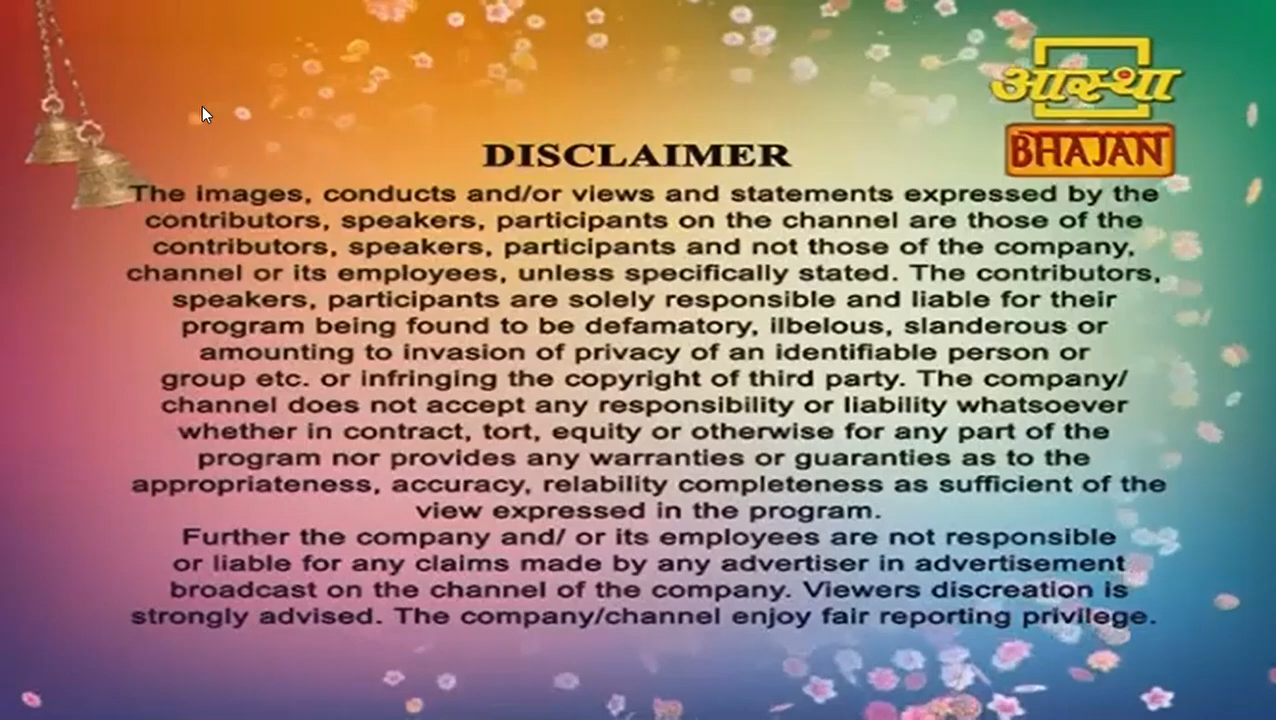 आस्था
BHAJAN
DISCLAIMER
The images, conducts and/or views and statements expressed by the
contributors, speakers, participants on the channel are those of the
contributors, speakers, participants and not those of the company,
channel or its employees, unless specifically stated. The contributors,
speakers, participants are solely responsible and liable for their
program being found to be defamatory, ilbelous, slanderous or
amounting to invasion of privacy of an identifiable person or
group etc. or infringing the copyright of third party. The company/
channel does not accept any responsibility or liability whatsoever
whether in contract, tort, equity or otherwise for any part of the
program nor provides any warranties or guaranties as to the
appropriateness, accuracy, relability completeness as sufficient of the
view expressed in the program.
Further the company and/ or its employees are not responsible
or liable for any claims made by any advertiser in advertisement
broadcast on the channel of the company. Viewers discreation is
strongly advised. The company/channel enjoy fair reporting privilege.